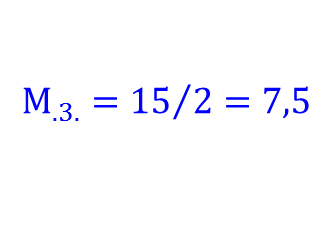 M.3. = 15/2 = 7,5